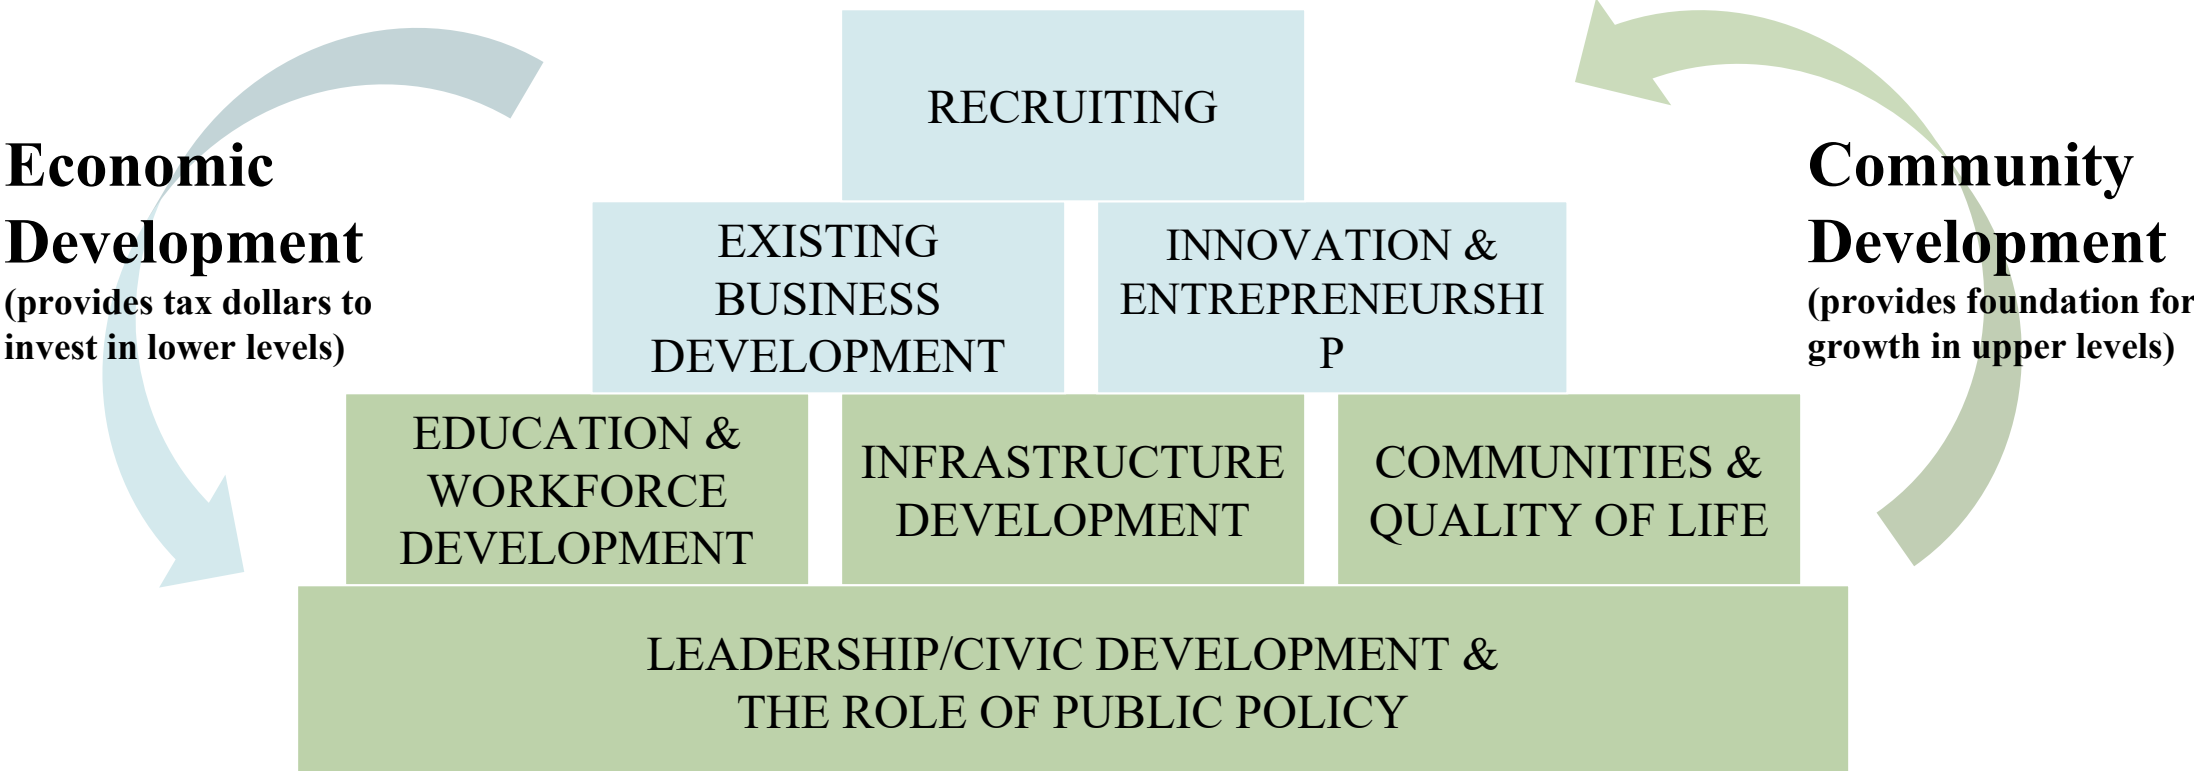 RECRUITING
Economic
Development
(provides tax dollars to
invest in lower levels)
EXISTING
BUSINESS
DEVELOPMENT
INNOVATION &
ENTREPRENEURSHI
P
Community
Development
(provides foundation for
growth in upper levels)
EDUCATION &
WORKFORCE
DEVELOPMENT
INFRASTRUCTURE
DEVELOPMENT
COMMUNITIES &
QUALITY OF LIFE
LEADERSHIP/CIVIC DEVELOPMENT &
THE ROLE OF PUBLIC POLICY